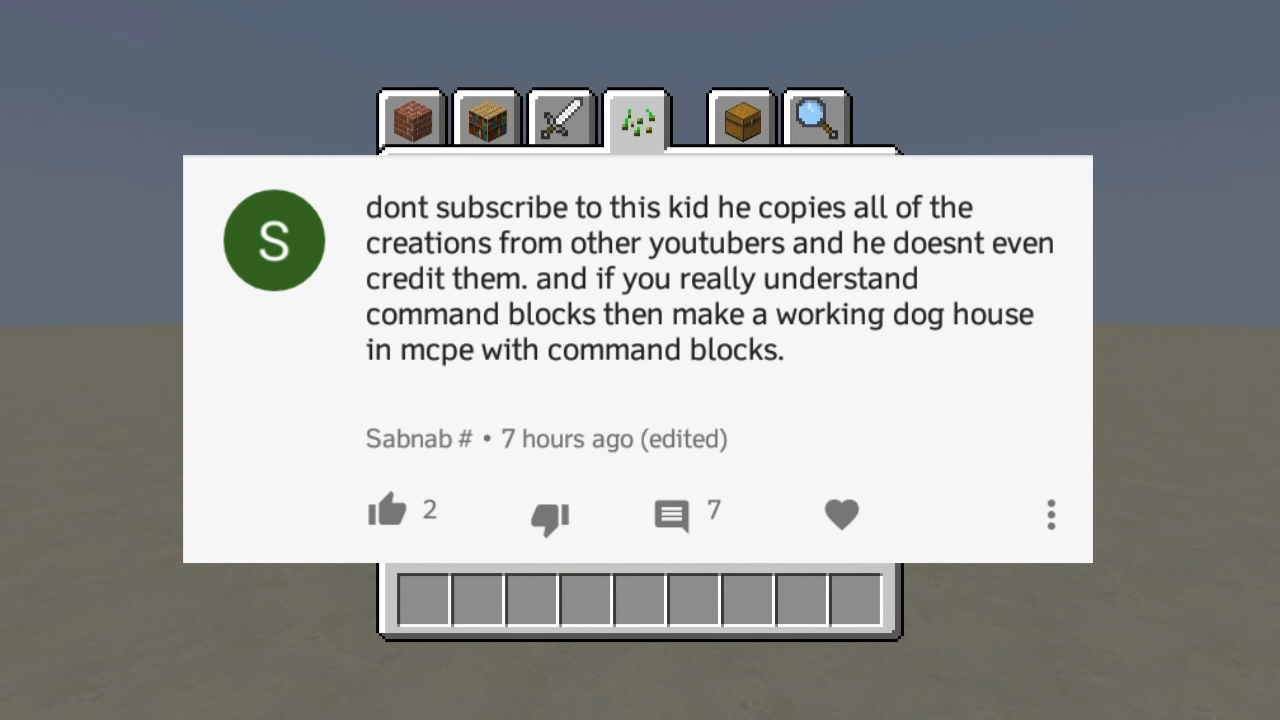 S
dont subscribe to this kid he copies all of the
creations from other youtubers and he doesnt even
credit them. and if you really understand
command blocks then make a working dog house
in mcpe with command blocks.
Sabnab # • 7 hours ago (edited)
2
7